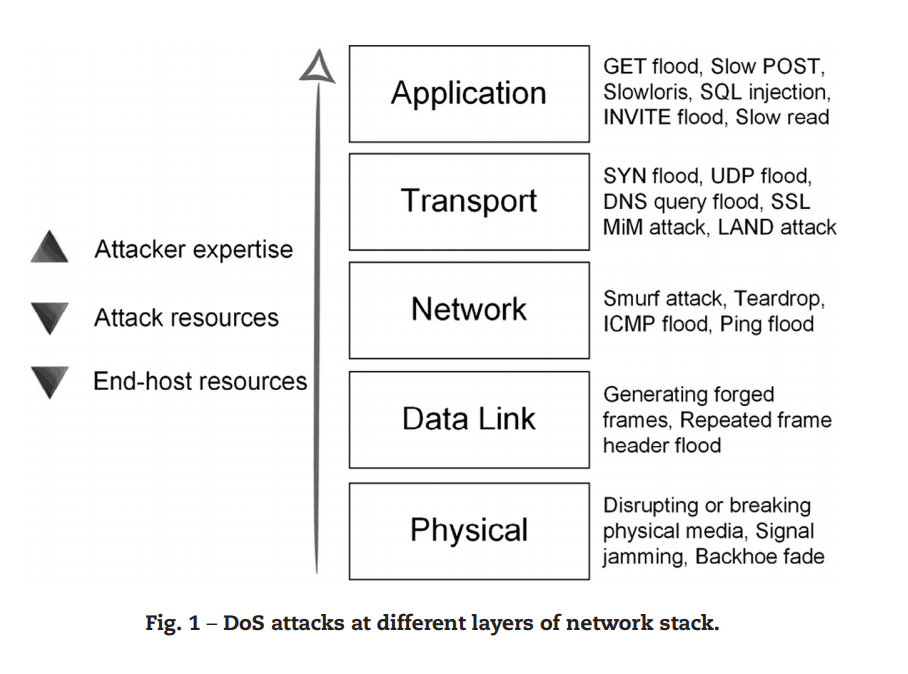 Application
GET flood, Slow POST,
Slowloris, SQL injection,
INVITE flood, Slow read
Transport
SYN flood, UDP flood,
DNS query flood, SSL
MiM attack, LAND attack
Attacker expertise
Attack resources
End-host resources
Network
Smurf attack, Teardrop,
ICMP flood, Ping flood
Data Link
Generating forged
frames, Repeated frame
header flood
Physical
Disrupting or breaking
physical media, Signal
jamming, Backhoe fade
Fig. 1 – DoS attacks at different layers of network stack.